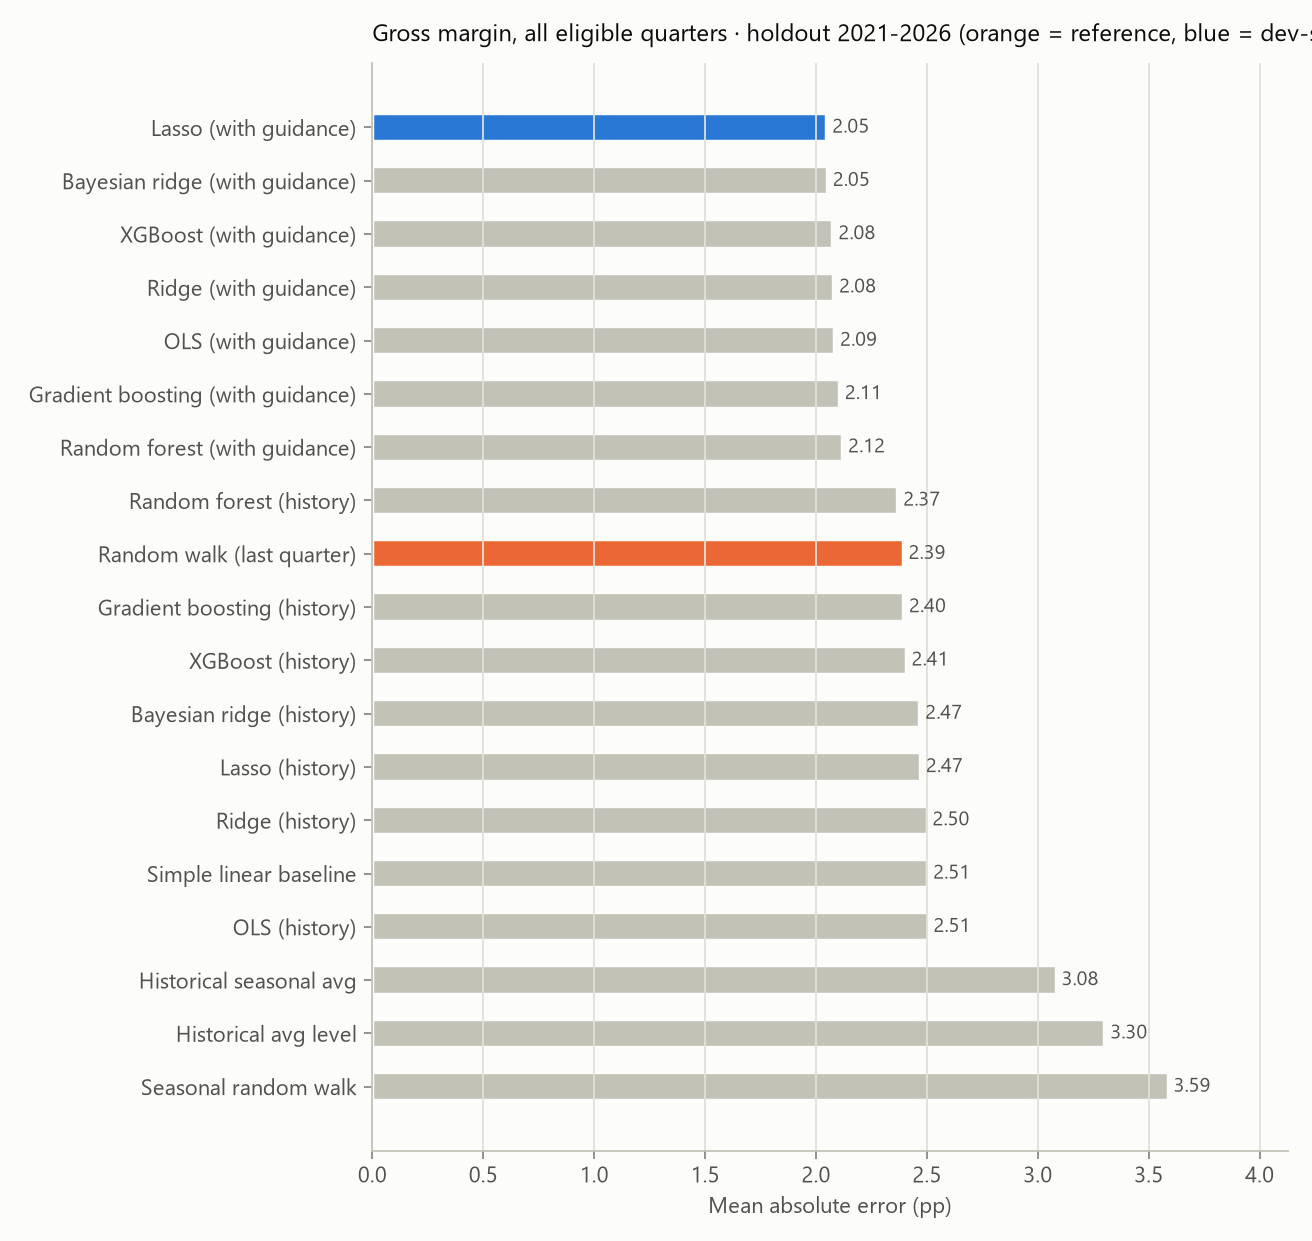 Gross margin, all eligible quarters · holdout 2021-2026 (orange = reference, blue = dev-
Lasso (with guidance) 2.05
Bayesian ridge (with guidance) 2.05
XGBoost (with guidance) 2.08
Ridge (with guidance) 2.08
OLS (with guidance) 2.09
Gradient boosting (with guidance) 2.11
Random forest (with guidance) 2.12
Random forest (history) 2.37
Random walk (last quarter) 2.39
Gradient boosting (history) 2.40
XGBoost (history) 2.41
Bayesian ridge (history) 2.47
Lasso (history) 2.47
Ridge (history) 2.50
Simple linear baseline 2.51
OLS (history) 2.51
Historical seasonal avg 3.08
Historical avg level 3.30
Seasonal random walk 3.59
0.0 0.5 1.0 1.5 2.0 2.5 3.0 3.5 4.0
Mean absolute error (pp)